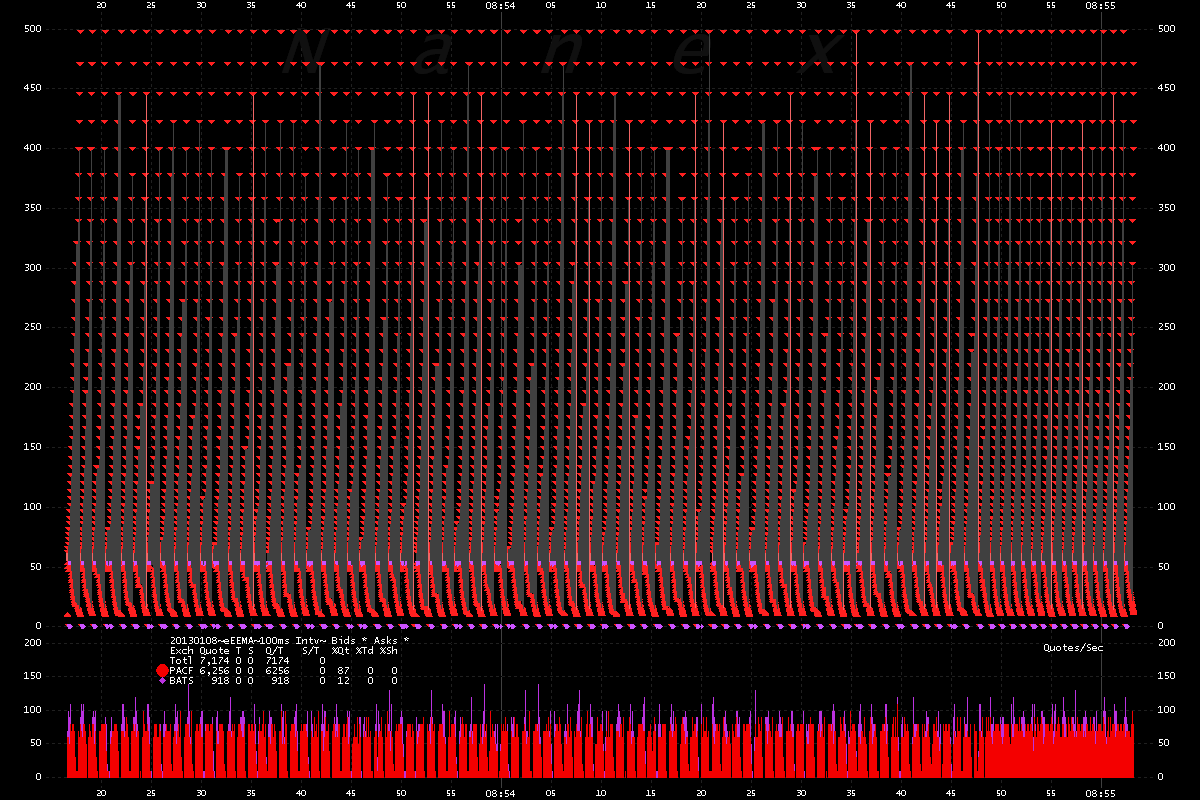 20 25 30 35 40 45 50 55 08:54 05 10 15 20 25 30 35 40 45 50 55 08:55
N a n e x
500 500
450 450
400 400
350 350
300 300
250 250
200 200
150 150
100 100
50 50
0 0
20130108~eEEMA~100ms Intv~ Bids * Asks *
Exch Quote T S Q/T S/T %Qt %Td %Sh
Totl 7,174 0 0 7174 0
PACF 6,256 0 0 6256 0 87 0 0
BATS 918 0 0 918 0 12 0 0
Quotes/Sec
200 200
150 150
100 100
50 50
0 0
20 25 30 35 40 45 50 55 08:54 05 10 15 20 25 30 35 40 45 50 55 08:55